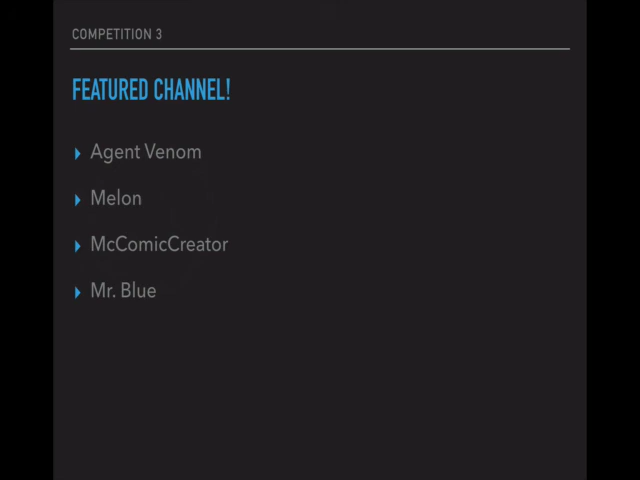 COMPETITION 3
FEATURED CHANNEL!
Agent Venom
Melon
McComicCreator
Mr. Blue